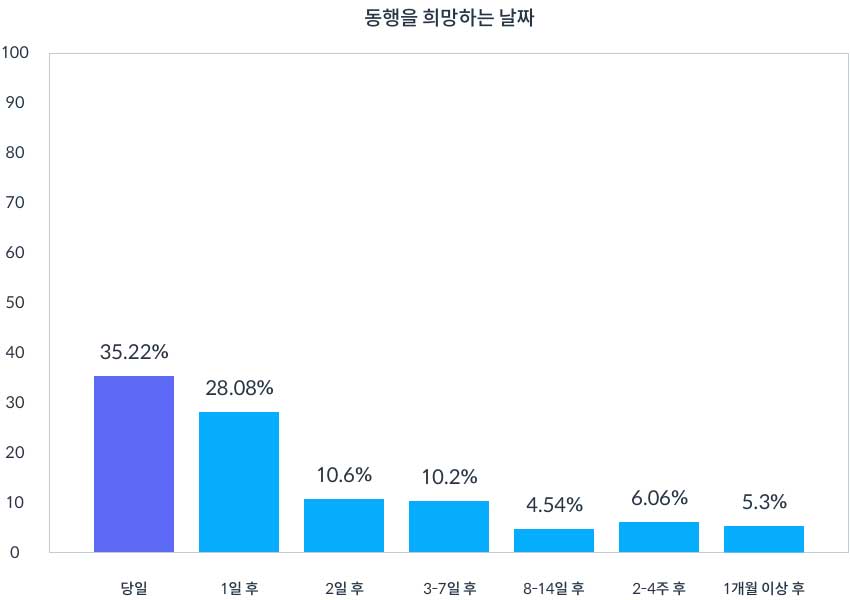 동행을 희망하는 날짜
100
90
80
70
60
50
40
30
20
10
0
35.22%
28.08%
10.6%
10.2%
4.54%
6.06%
5.3%
당일
1일 후
2일 후
3-7일 후
8-14일 후
2-4주 후
1개월 이상 후